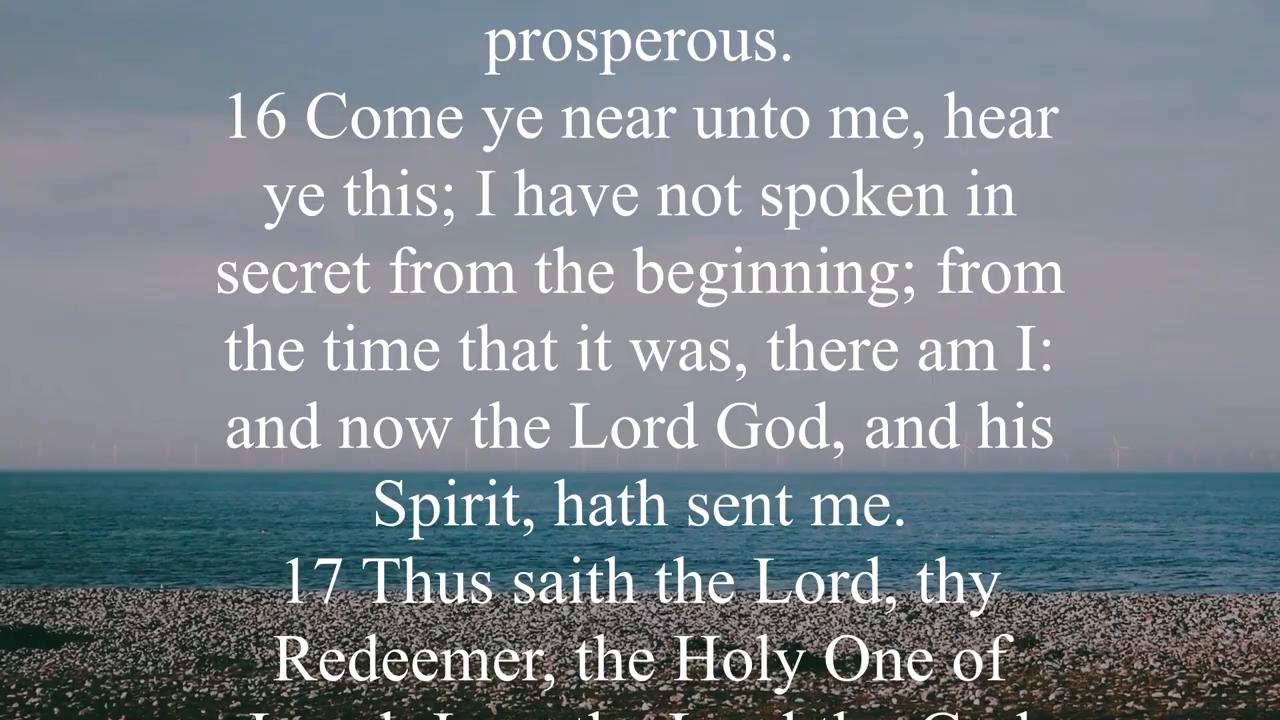 prosperous.
16 Come ye near unto me, hear
ye this; I have not spoken in
secret from the beginning; from
the time that it was, there am I:
and now the Lord God, and his
Spirit, hath sent me.
17 Thus saith the Lord, thy
Redeemer, the Holy One of